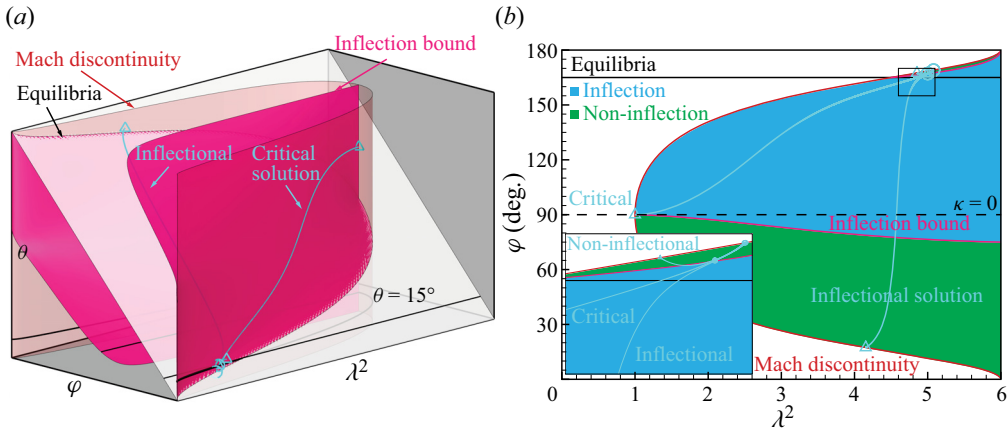 (a)
Mach discontinuity
Inflection bound
Equilibria
Inflectional
Critical
solution
θ
θ = 15°
φ
λ²
(b)
180
150
120
90
60
30
φ (deg.)
Equilibria
Inflection
Non-inflection
Critical
κ = 0
Inflection bound
Non-inflectional
Critical
Inflectional
Inflectional solution
Mach discontinuity
0 1 2 3 4 5 6
λ²